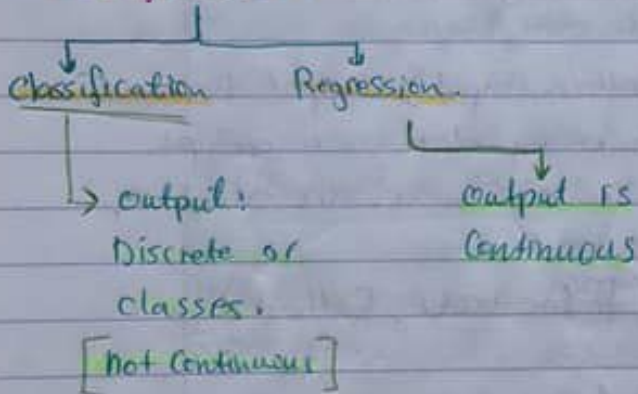 Classification Regression.
Output: Output is
Discrete or Continuous
classes.
[not Continuous]